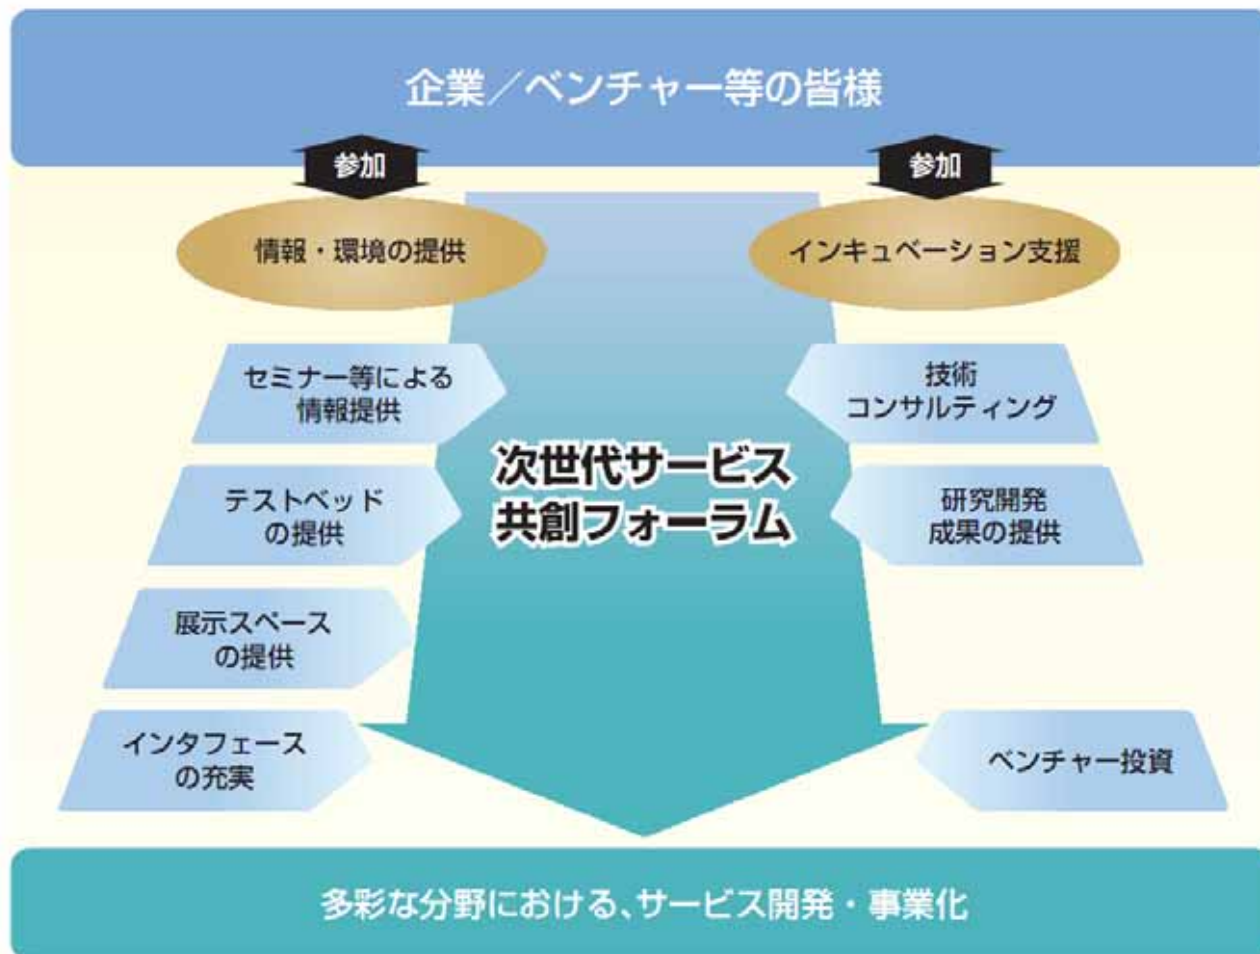 企業／ベンチャー等の皆様
参加
参加
情報・環境の提供
インキュベーション支援
セミナー等による
情報提供
技術
コンサルティング
次世代サービス
共創フォーラム
テストベッド
の提供
研究開発
成果の提供
展示スペース
の提供
インタフェース
の充実
ベンチャー投資
多彩な分野における、サービス開発・事業化